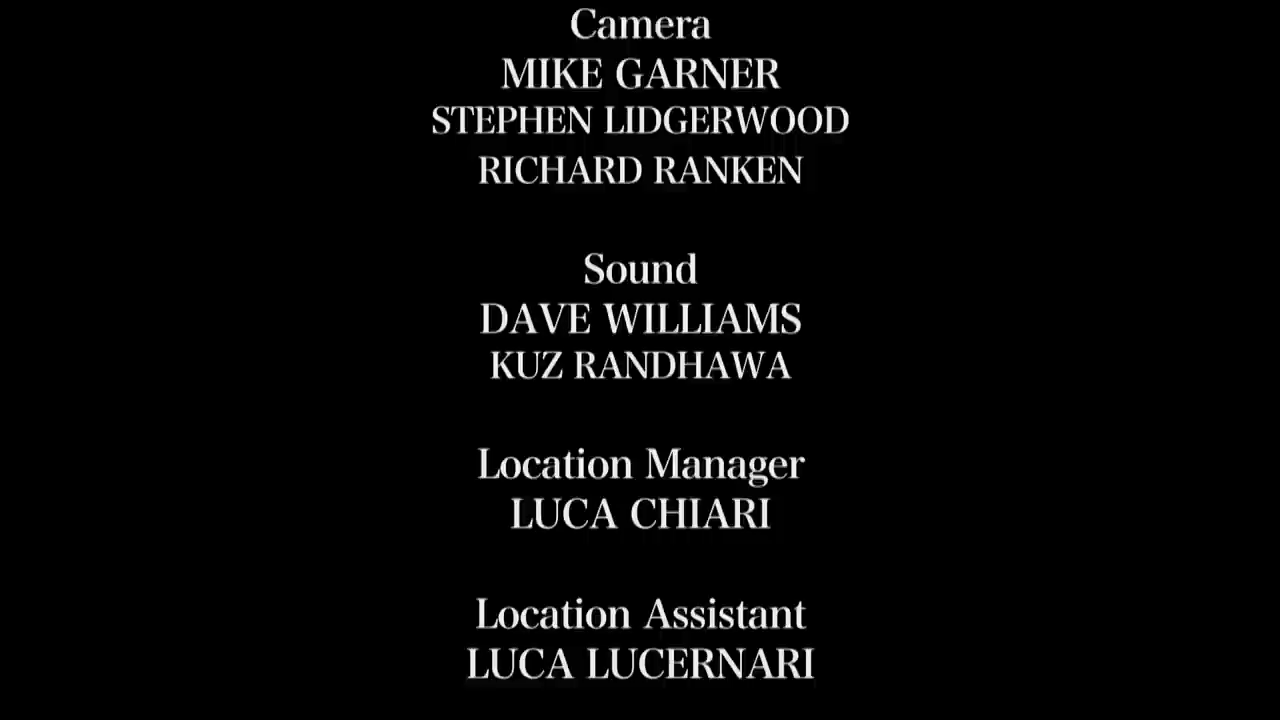 Camera
MIKE GARNER
STEPHEN LIDGERWOOD
RICHARD RANKEN
Sound
DAVE WILLIAMS
KUZ RANDHAWA
Location Manager
LUCA CHIARI
Location Assistant
LUCA LUCERNARI